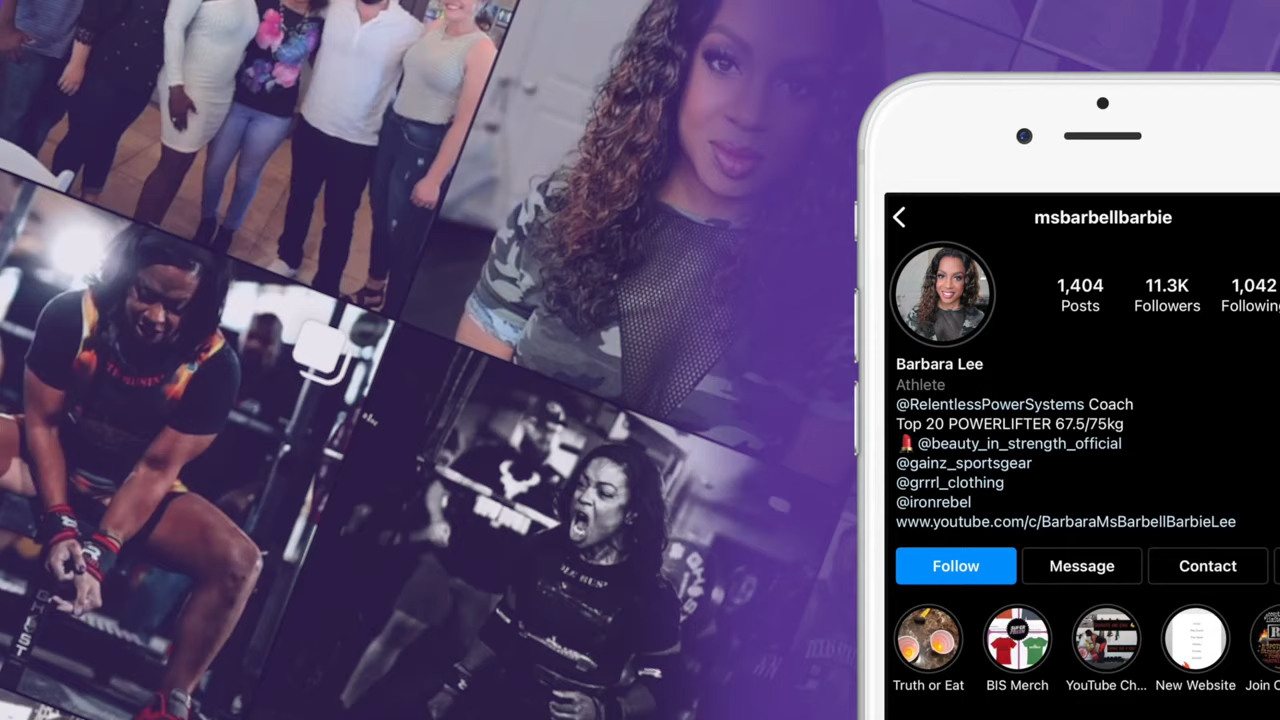 msbarbellbarbie
1,404
11.3K
1,042
Posts
Followers
Following
Barbara Lee
Athlete
@RelentlessPowerSystems Coach
Top 20 POWERLIFTER 67.5/75kg
💄 @beauty_in_strength_official
@gainz_sportsgear
@grrrl_clothing
@ironrebel
www.youtube.com/c/BarbaraMsBarbellBarbieLee
Follow
Message
Contact
Truth or Eat
BIS Merch
YouTube Ch...
New Website
Join